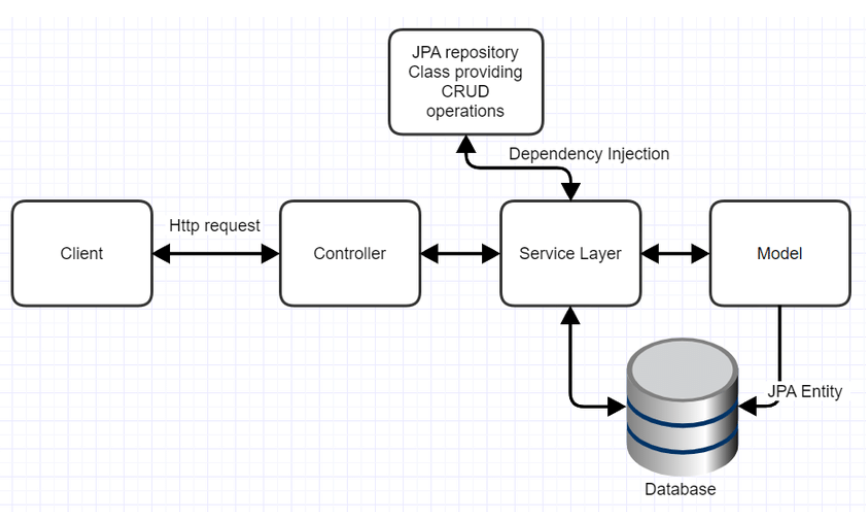 JPA repository
Class providing
CRUD
operations
Dependency Injection
Http request
Client
Controller
Service Layer
Model
JPA Entity
Database